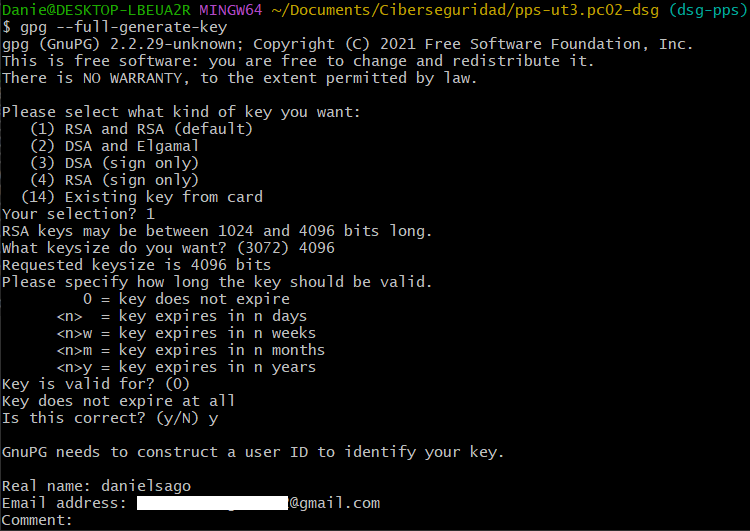 Danie@DESKTOP-LBEUA2R MINGW64 ~/Documents/Ciberseguridad/pps-ut3.pc02-dsg (dsg-pps)
$ gpg --full-generate-key
gpg (GnuPG) 2.2.29-unknown; Copyright (C) 2021 Free Software Foundation, Inc.
This is free software: you are free to change and redistribute it.
There is NO WARRANTY, to the extent permitted by law.

Please select what kind of key you want:
   (1) RSA and RSA (default)
   (2) DSA and Elgamal
   (3) DSA (sign only)
   (4) RSA (sign only)
  (14) Existing key from card
Your selection? 1
RSA keys may be between 1024 and 4096 bits long.
What keysize do you want? (3072) 4096
Requested keysize is 4096 bits
Please specify how long the key should be valid.
         0 = key does not expire
      <n>  = key expires in n days
      <n>w = key expires in n weeks
      <n>m = key expires in n months
      <n>y = key expires in n years
Key is valid for? (0)
Key does not expire at all
Is this correct? (y/N) y

GnuPG needs to construct a user ID to identify your key.

Real name: danielsago
Email address: @gmail.com
Comment: